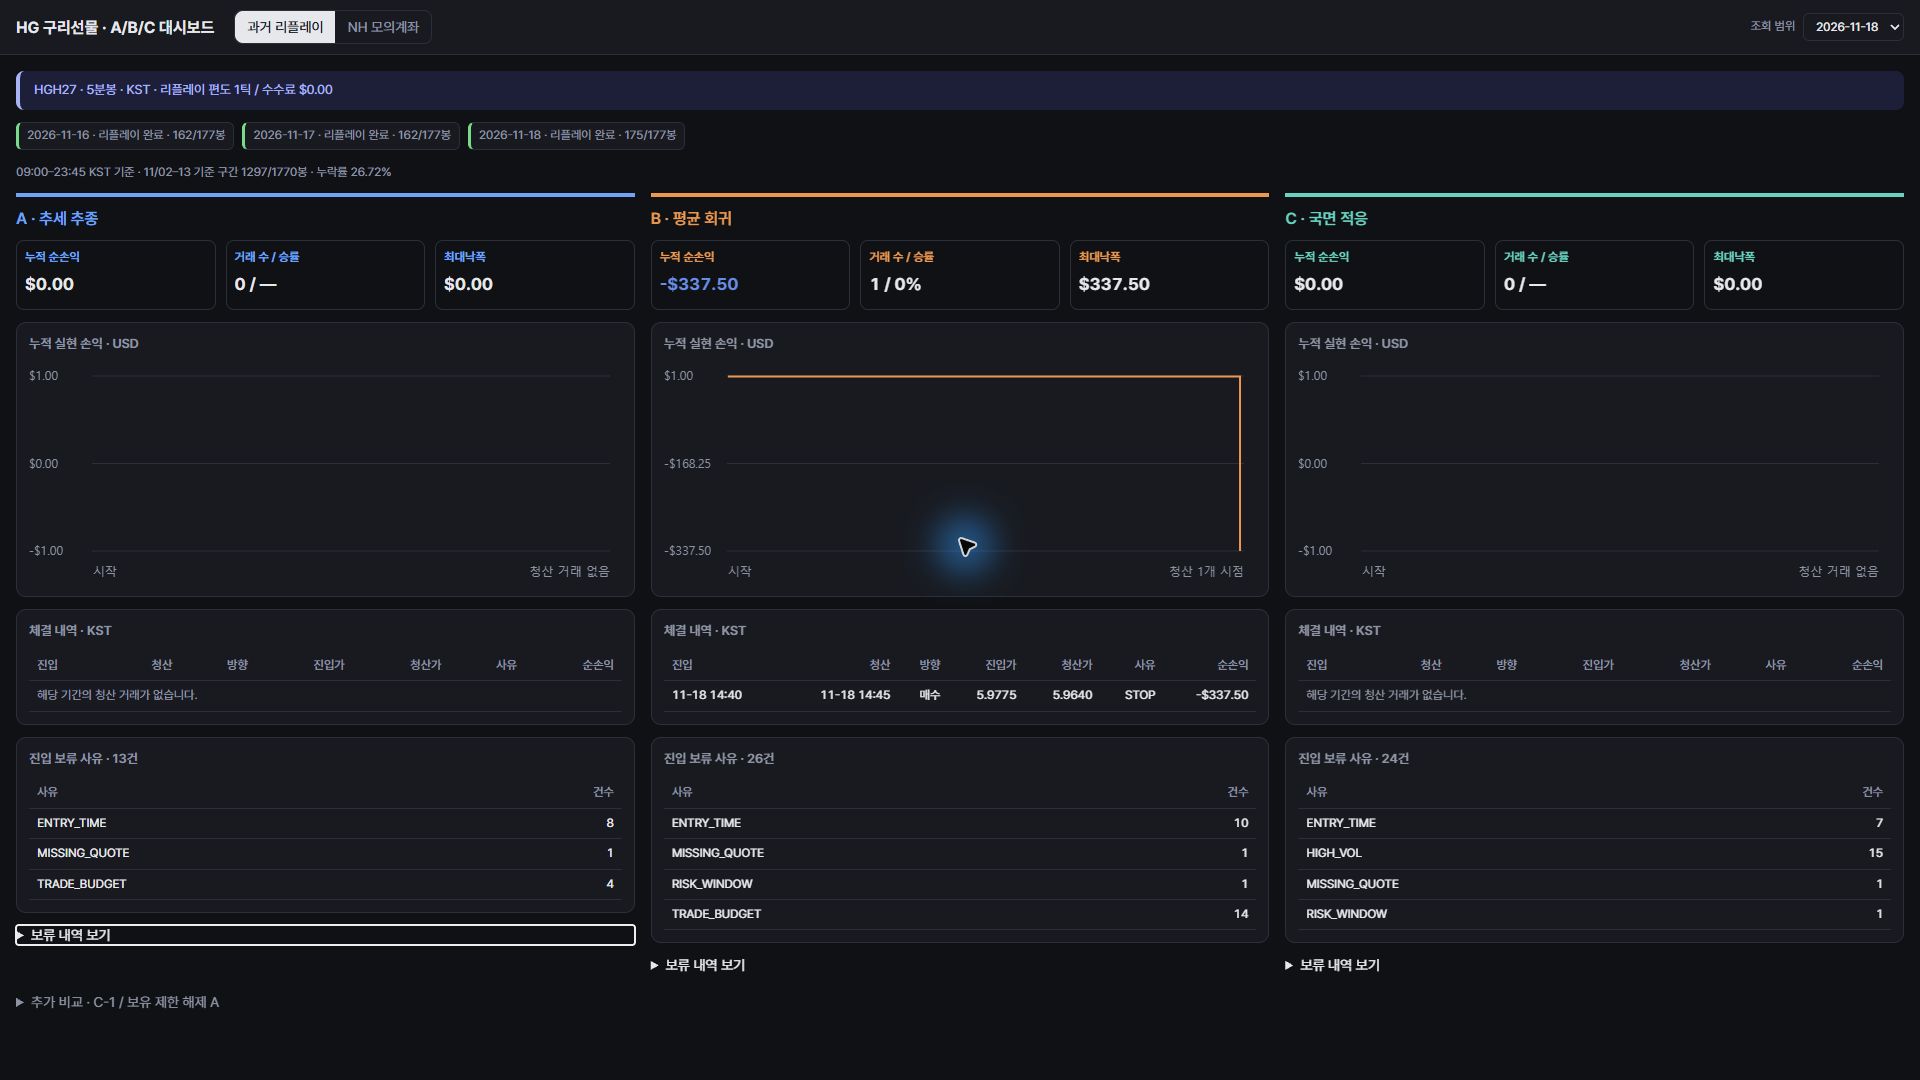 HG 구리선물 · A/B/C 대시보드
과거 리플레이
NH 모의계좌
조회 범위
2026-11-18
HGH27 · 5분봉 · KST · 리플레이 편도 1틱 / 수수료 $0.00
2026-11-16 · 리플레이 완료 · 162/177봉
2026-11-17 · 리플레이 완료 · 162/177봉
2026-11-18 · 리플레이 완료 · 175/177봉
09:00–23:45 KST 기준 · 11/02–13 기준 구간 1297/1770봉 · 누락률 26.72%
A · 추세 추종
누적 순손익
$0.00
거래 수 / 승률
0 / —
최대낙폭
$0.00
누적 실현 손익 · USD
$1.00
$0.00
-$1.00
시작
청산 거래 없음
체결 내역 · KST
진입 청산 방향 진입가 청산가 사유 순손익
해당 기간의 청산 거래가 없습니다.
진입 보류 사유 · 13건
사유 건수
ENTRY_TIME 8
MISSING_QUOTE 1
TRADE_BUDGET 4
▶ 보류 내역 보기
B · 평균 회귀
누적 순손익
-$337.50
거래 수 / 승률
1 / 0%
최대낙폭
$337.50
누적 실현 손익 · USD
$1.00
-$168.25
-$337.50
시작
청산 1개 시점
체결 내역 · KST
진입 청산 방향 진입가 청산가 사유 순손익
11-18 14:40 11-18 14:45 매수 5.9775 5.9640 STOP -$337.50
진입 보류 사유 · 26건
사유 건수
ENTRY_TIME 10
MISSING_QUOTE 1
RISK_WINDOW 1
TRADE_BUDGET 14
▶ 보류 내역 보기
C · 국면 적응
누적 순손익
$0.00
거래 수 / 승률
0 / —
최대낙폭
$0.00
누적 실현 손익 · USD
$1.00
$0.00
-$1.00
시작
청산 거래 없음
체결 내역 · KST
진입 청산 방향 진입가 청산가 사유 순손익
해당 기간의 청산 거래가 없습니다.
진입 보류 사유 · 24건
사유 건수
ENTRY_TIME 7
HIGH_VOL 15
MISSING_QUOTE 1
RISK_WINDOW 1
▶ 보류 내역 보기
▶ 추가 비교 · C-1 / 보유 제한 해제 A